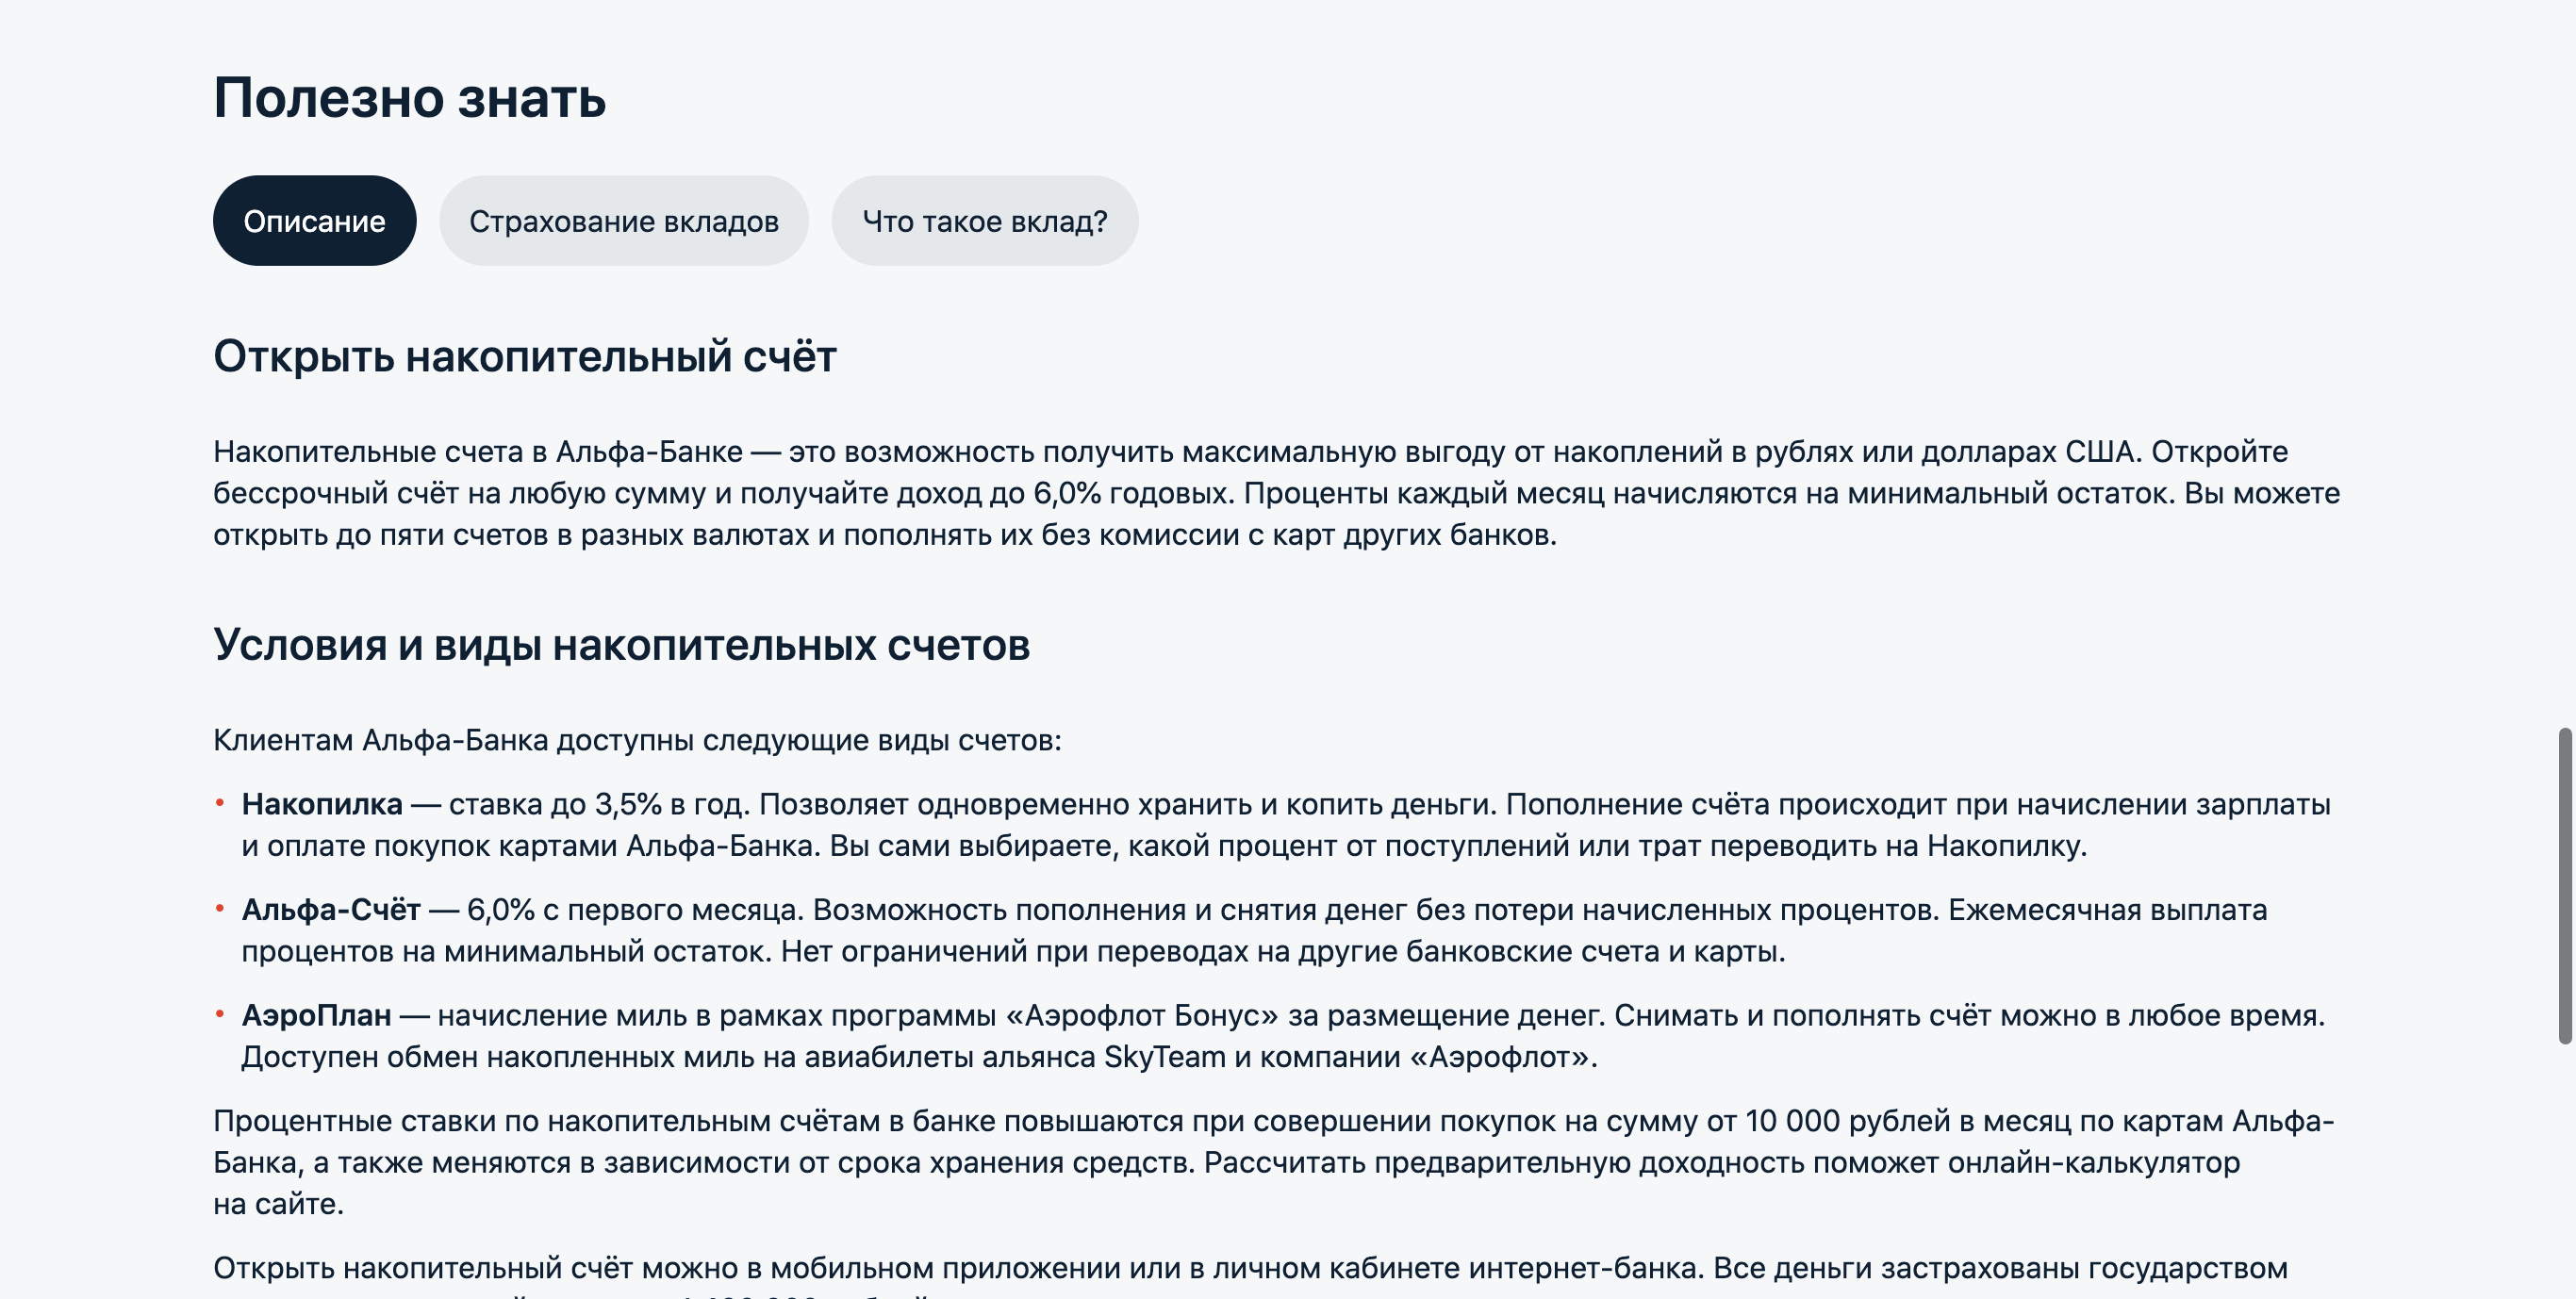 Полезно знать
Описание
Страхование вкладов
Что такое вклад?
Открыть накопительный счёт
Накопительные счета в Альфа-Банке — это возможность получить максимальную выгоду от накоплений в рублях или долларах США. Откройте
бессрочный счёт на любую сумму и получайте доход до 6,0% годовых. Проценты каждый месяц начисляются на минимальный остаток. Вы можете
открыть до пяти счетов в разных валютах и пополнять их без комиссии с карт других банков.
Условия и виды накопительных счетов
Клиентам Альфа-Банка доступны следующие виды счетов:
• Накопилка — ставка до 3,5% в год. Позволяет одновременно хранить и копить деньги. Пополнение счёта происходит при начислении зарплаты
и оплате покупок картами Альфа-Банка. Вы сами выбираете, какой процент от поступлений или трат переводить на Накопилку.
• Альфа-Счёт — 6,0% с первого месяца. Возможность пополнения и снятия денег без потери начисленных процентов. Ежемесячная выплата
процентов на минимальный остаток. Нет ограничений при переводах на другие банковские счета и карты.
• АэроПлан — начисление миль в рамках программы «Аэрофлот Бонус» за размещение денег. Снимать и пополнять счёт можно в любое время.
Доступен обмен накопленных миль на авиабилеты альянса SkyTeam и компании «Аэрофлот».
Процентные ставки по накопительным счётам в банке повышаются при совершении покупок на сумму от 10 000 рублей в месяц по картам Альфа-
Банка, а также меняются в зависимости от срока хранения средств. Рассчитать предварительную доходность поможет онлайн-калькулятор
на сайте.
Открыть накопительный счёт можно в мобильном приложении или в личном кабинете интернет-банка. Все деньги застрахованы государством